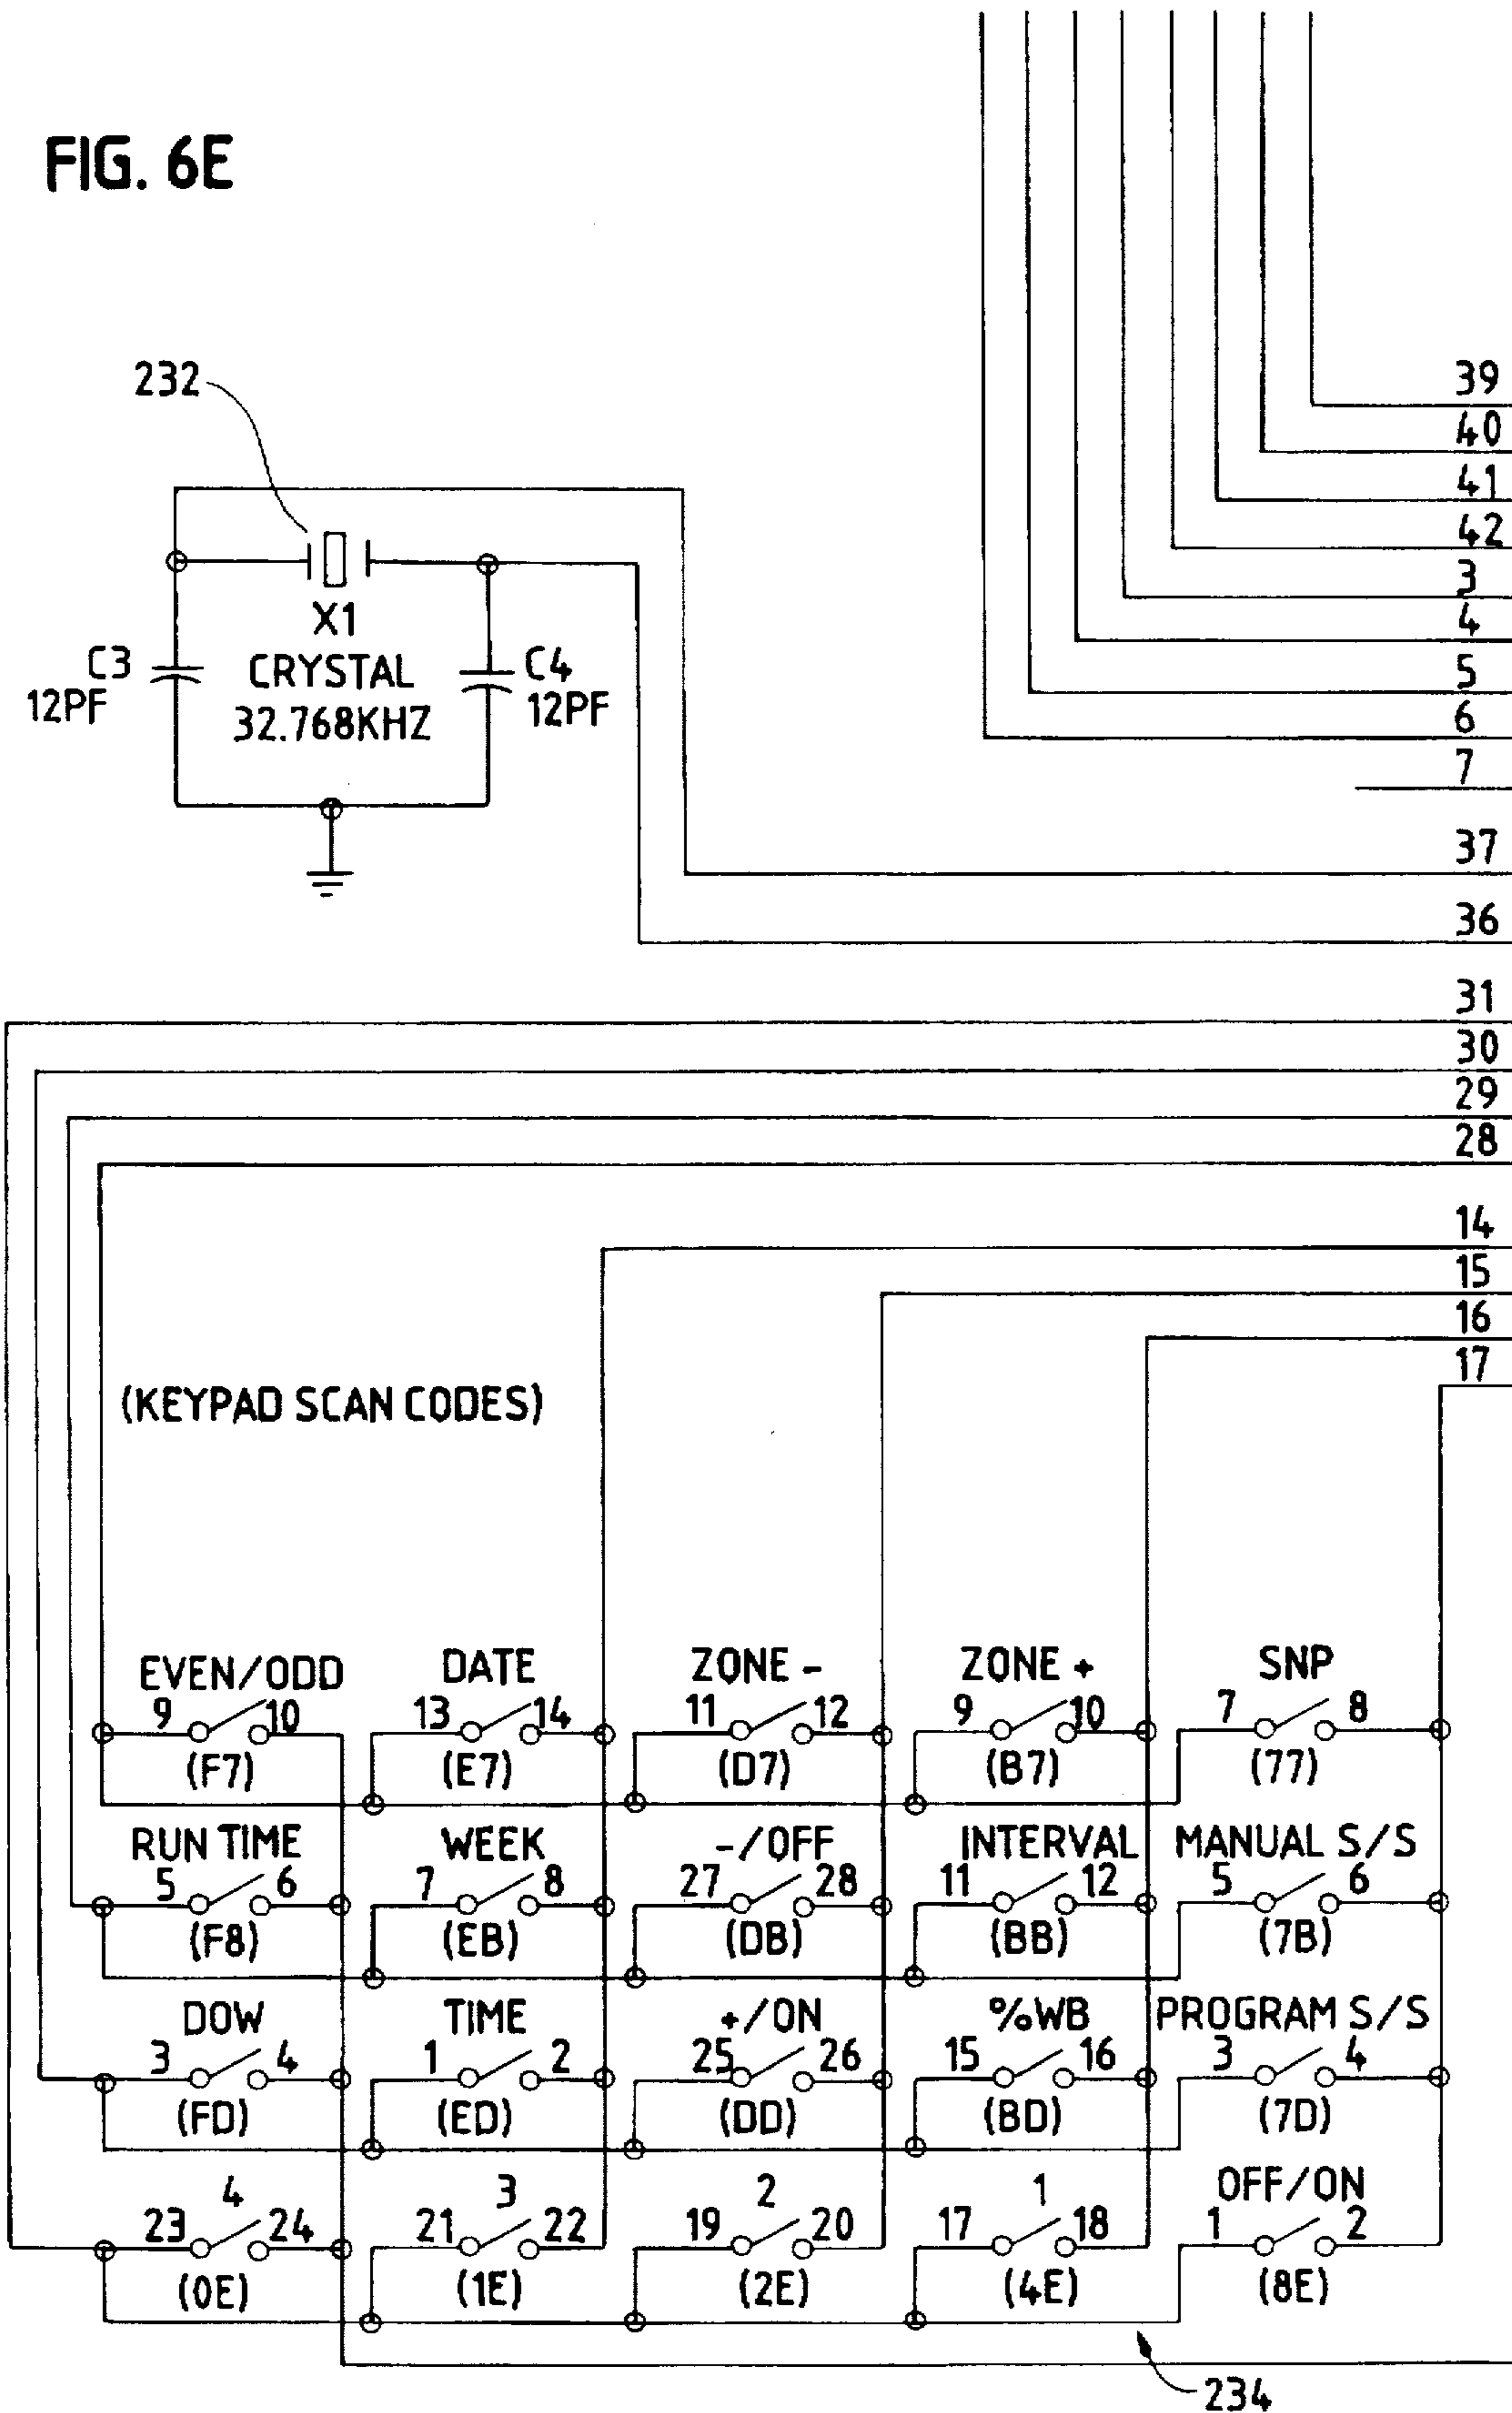 FIG. 6E
232
39
40
41
42
3
4
5
6
7
X1
CRYSTAL
32.768KHZ
C3
12PF
C4
12PF
37
36
31
30
29
28
14
15
16
17
(KEYPAD SCAN CODES)
EVEN/ODD DATE ZONE - ZONE + SNP
9 10 13 14 11 12 9 10 7 8
(F7) (E7) (D7) (B7) (77)
RUN TIME WEEK -/OFF INTERVAL MANUAL S/S
5 6 7 8 27 28 11 12 5 6
(F8) (EB) (DB) (BB) (7B)
DOW TIME +/ON %WB PROGRAM S/S
3 4 1 2 25 26 15 16 3 4
(FD) (ED) (DD) (BD) (7D)
4 3 2 1 OFF/ON
23 24 21 22 19 20 17 18 1 2
(0E) (1E) (2E) (4E) (8E)
234